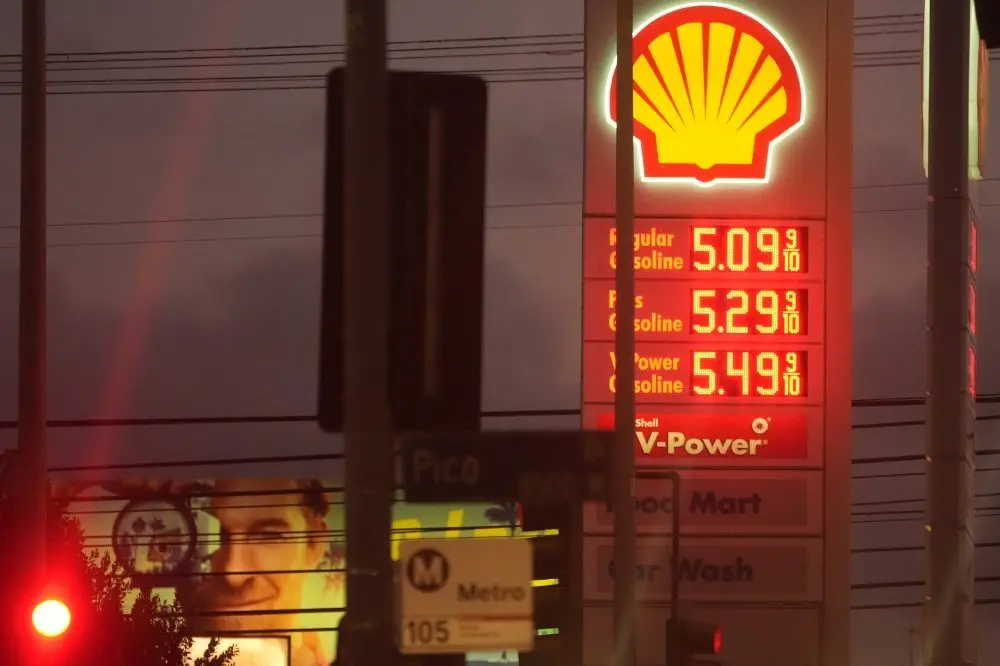 Regular
Gasoline
5.09 9/10
Plus
Gasoline
5.29 9/10
V-Power
Gasoline
5.49 9/10
Shell
V-Power
Food Mart
Car Wash
Pico
M
Metro
105